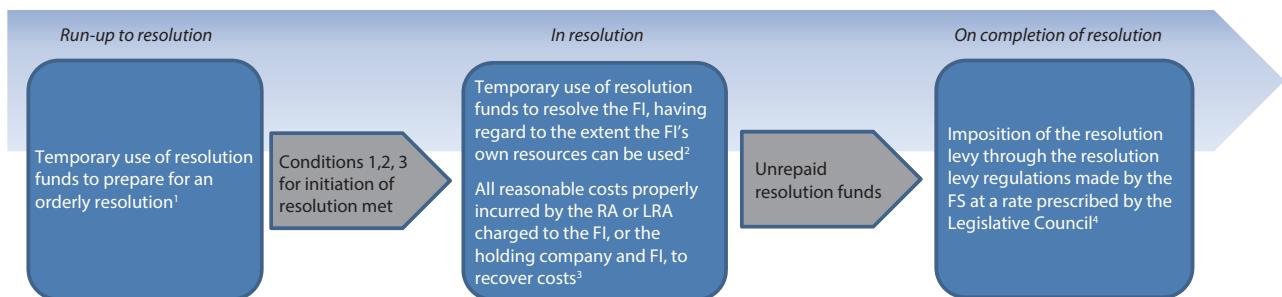 Run-up to resolution
In resolution
On completion of resolution
Temporary use of resolution
funds to prepare for an
orderly resolution1
Conditions 1,2, 3
for initiation of
resolution met
Temporary use of resolution
funds to resolve the FI, having
regard to the extent the FI’s
own resources can be used2
All reasonable costs properly
incurred by the RA or LRA
charged to the FI, or the
holding company and FI, to
recover costs3
Unrepaid
resolution funds
Imposition of the resolution
levy through the resolution
levy regulations made by the
FS at a rate prescribed by the
Legislative Council4